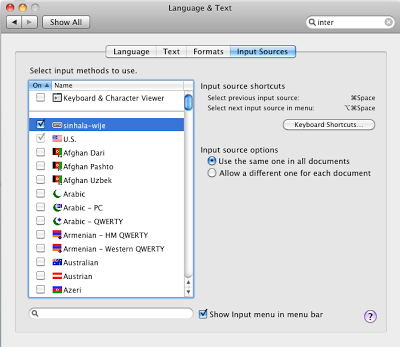 Language & Text
Show All
inter
Language
Text
Formats
Input Sources
Select input methods to use.
On
Name
Keyboard & Character Viewer
sinhala-wije
U.S.
Afghan Dari
Afghan Pashto
Afghan Uzbek
Arabic
Arabic - PC
Arabic - QWERTY
Armenian - HM QWERTY
Armenian - Western QWERTY
Australian
Austrian
Azeri
Input source shortcuts
Select previous input source: ⌘Space
Select next input source in menu: ⌥⌘Space
Keyboard Shortcuts...
Input source options
Use the same one in all documents
Allow a different one for each document
Show Input menu in menu bar
?